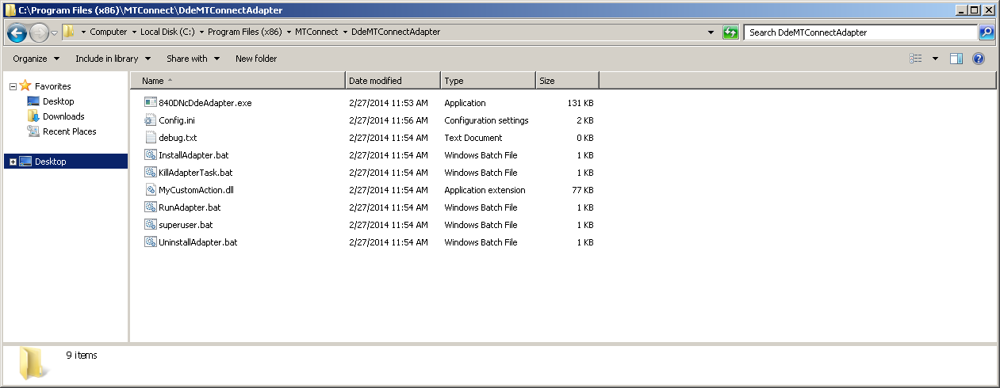 C:\Program Files (x86)\MTConnect\DdeMTConnectAdapter
Computer Local Disk (C:) Program Files (x86) MTConnect DdeMTConnectAdapter Search DdeMTConnectAdapter
Organize Include in library Share with New folder
Favorites
Desktop
Downloads
Recent Places
Desktop
Name Date modified Type Size
840DNcDdeAdapter.exe 2/27/2014 11:53 AM Application 131 KB
Config.ini 2/27/2014 11:56 AM Configuration settings 2 KB
debug.txt 2/27/2014 11:54 AM Text Document 0 KB
InstallAdapter.bat 2/27/2014 11:54 AM Windows Batch File 1 KB
KillAdapterTask.bat 2/27/2014 11:54 AM Windows Batch File 1 KB
MyCustomAction.dll 2/27/2014 11:54 AM Application extension 77 KB
RunAdapter.bat 2/27/2014 11:54 AM Windows Batch File 1 KB
superuser.bat 2/27/2014 11:54 AM Windows Batch File 1 KB
UninstallAdapter.bat 2/27/2014 11:54 AM Windows Batch File 1 KB
9 items